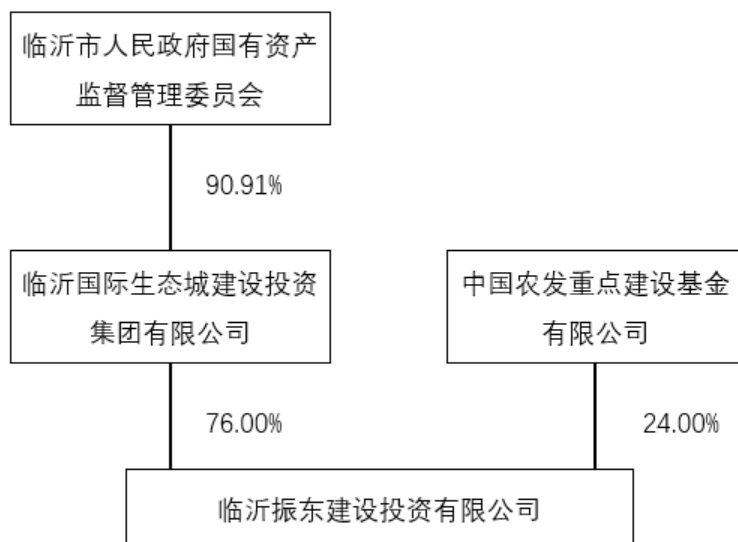 临沂市人民政府国有资产
监督管理委员会
90.91%
临沂国际生态城建设投资
集团有限公司
中国农发重点建设基金
有限公司
76.00%
24.00%
临沂振东建设投资有限公司